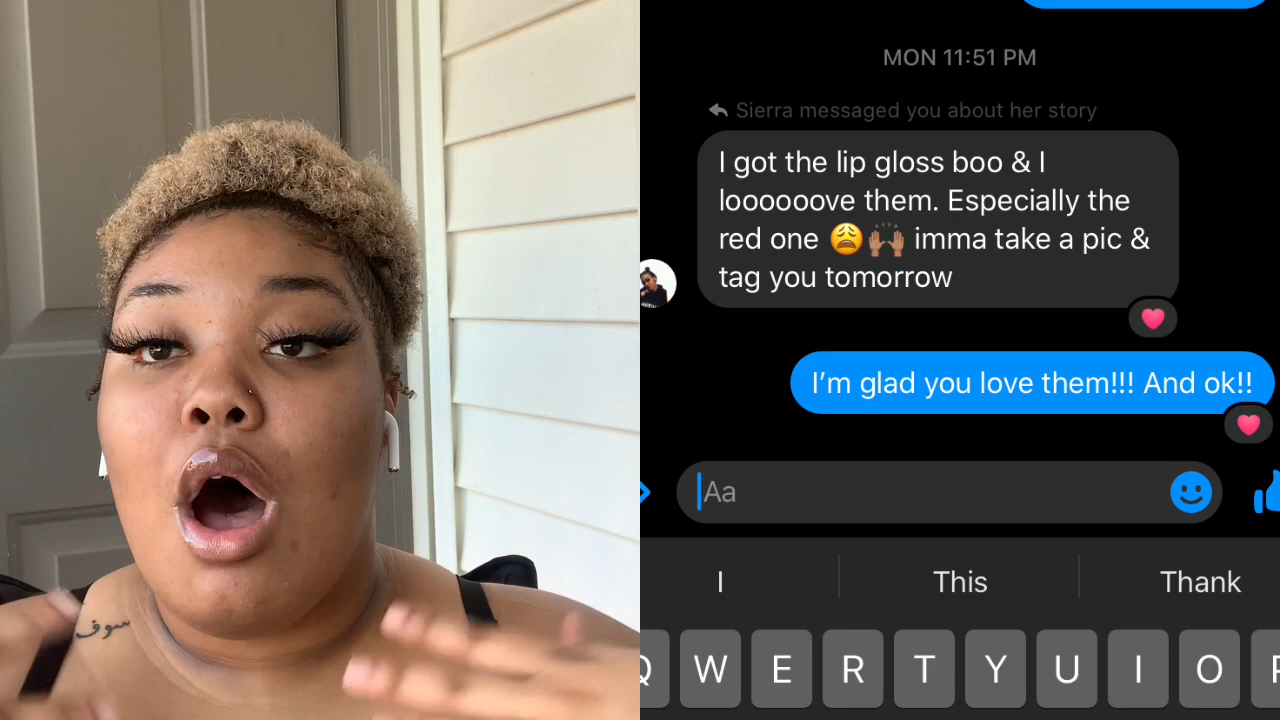 سوف
MON 11:51 PM
Sierra messaged you about her story
I got the lip gloss boo & I
loooooove them. Especially the
red one 😩🙌🏽 imma take a pic &
tag you tomorrow
I’m glad you love them!!! And ok!!
Aa
I This Thank
Q W E R T Y U I O P